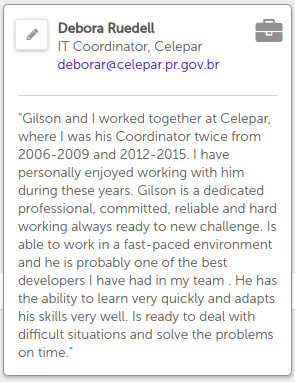 Debora Ruedell
IT Coordinator, Celepar
deborar@celepar.pr.gov.br
"Gilson and I worked together at Celepar,
where I was his Coordinator twice from
2006-2009 and 2012-2015. I have
personally enjoyed working with him
during these years. Gilson is a dedicated
professional, committed, reliable and hard
working always ready to new challenge. Is
able to work in a fast-paced environment
and he is probably one of the best
developers I have had in my team . He has
the ability to learn very quickly and adapts
his skills very well. Is ready to deal with
difficult situations and solve the problems
on time."